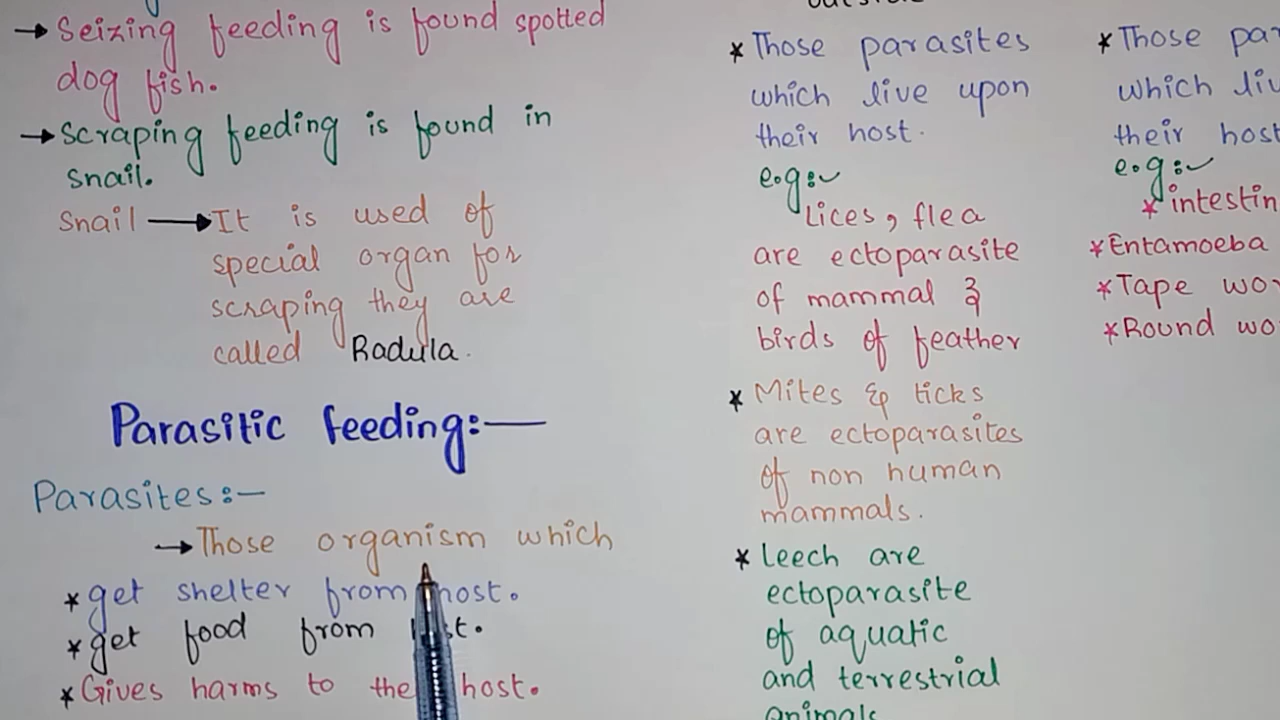 → Seizing feeding is found spotted
dog fish.
→ Scraping feeding is found in
snail.
Snail → It is used of
special organ for
scraping they are
called Radula.
Parasitic feeding:—
Parasites:—
→ Those organism which
* get shelter from host.
* get food from
* Gives harms to the host.
* Those parasites
which live upon
their host.
e.g:~
Lices, flea
are ectoparasite
of mammal &
birds of feather
* Mites & ticks
are ectoparasites
of non human
mammals.
* Leech are
ectoparasite
of aquatic
and terrestrial
animals
* Those
which
their host
e.g:~
*
* Entamoeba
* Tape
* Round